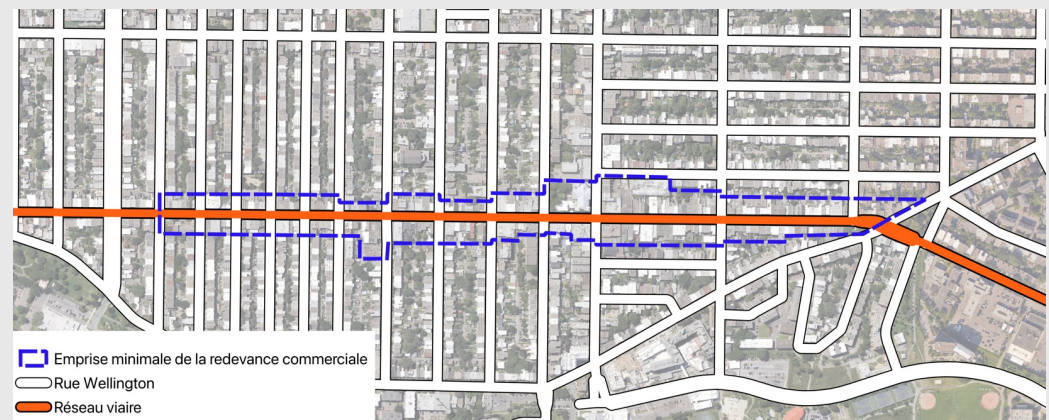 Emprise minimale de la redevance commerciale
Rue Wellington
Réseau viaire